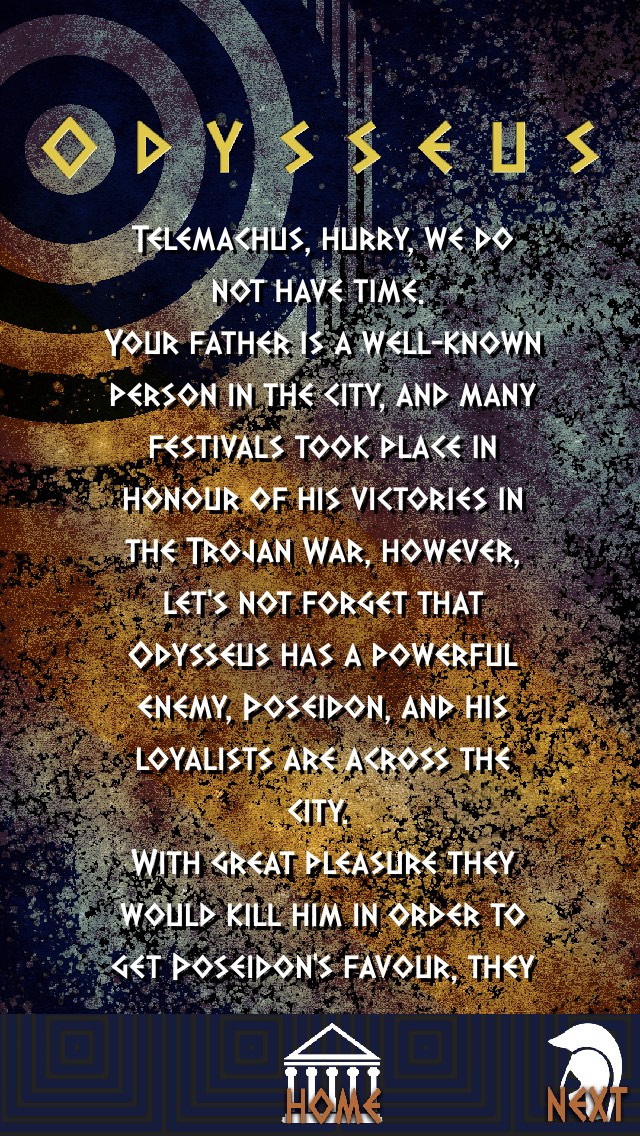 ODYSSEUS
TELEMACHUS, HURRY, WE DO
NOT HAVE TIME.
YOUR FATHER IS A WELL-KNOWN
PERSON IN THE CITY, AND MANY
FESTIVALS TOOK PLACE IN
HONOUR OF HIS VICTORIES IN
THE TROJAN WAR, HOWEVER,
LET'S NOT FORGET THAT
ODYSSEUS HAS A POWERFUL
ENEMY, POSEIDON, AND HIS
LOYALISTS ARE ACROSS THE
CITY.
WITH GREAT PLEASURE THEY
WOULD KILL HIM IN ORDER TO
GET POSEIDON'S FAVOUR, THEY
HOME
NEXT